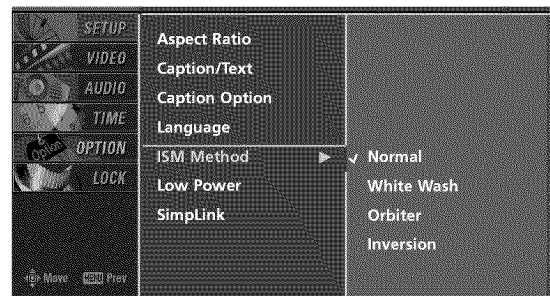 SETUP
VIDEO
AUDIO
TIME
Option
OPTION
LOCK
Move
MENU Prev
Aspect Ratio
Caption/Text
Caption Option
Language
ISM Method
Low Power
SimpLink
Normal
White Wash
Orbiter
Inversion